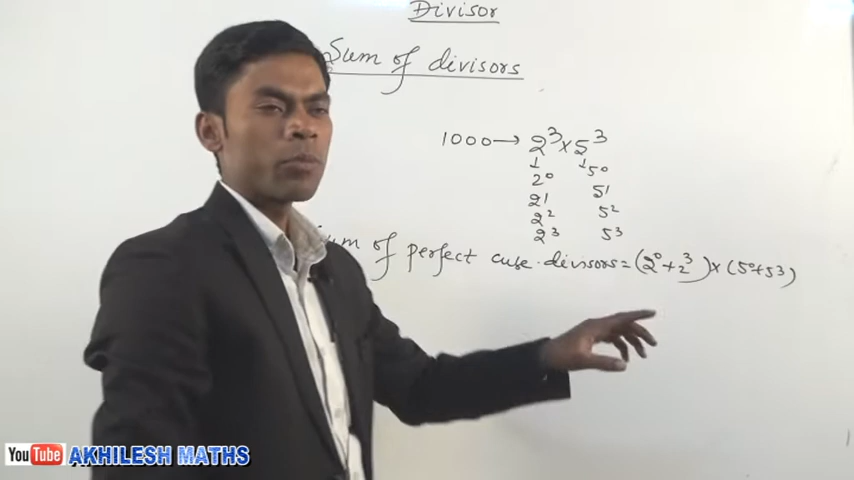 Divisor
Sum of divisors
1000→ 2³×5³
↓ ↓
2⁰ 5⁰
2¹ 5¹
2² 5²
2³ 5³
um of perfect cube divisors=(2⁰+2³)×(5⁰+5³)
YouTube AKHILESH MATHS